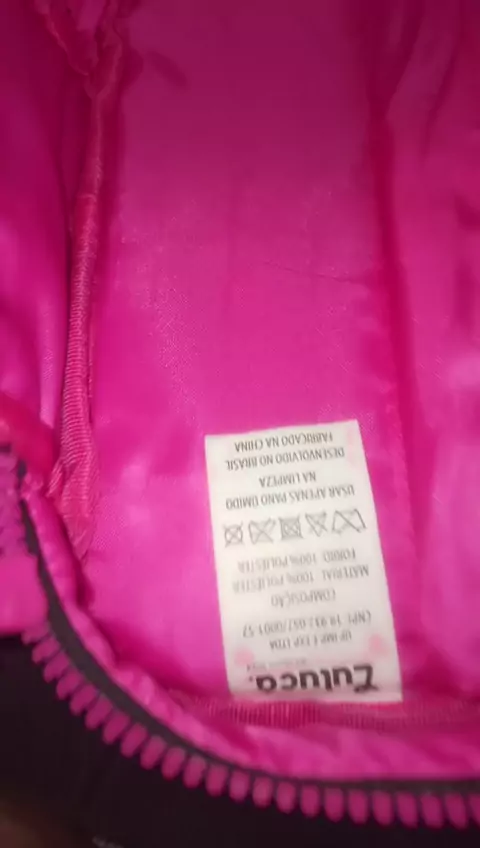 Zuluca.
UP IMP E EXP LTDA
COMPOSIÇÃO
MATERIAL 100% POLIÉSTER
FORRO: 100% POLIÉSTER
USAR APENAS PANO ÚMIDO
NA LIMPEZA
DESENVOLVIDO NO BRASIL
FABRICADO NA CHINA